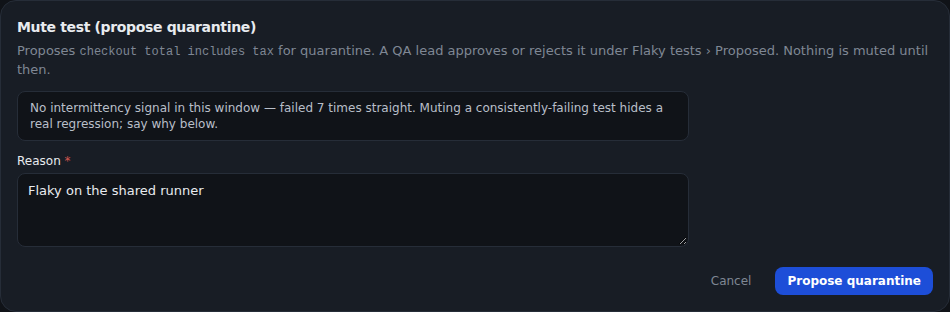 Mute test (propose quarantine)
Proposes checkout total includes tax for quarantine. A QA lead approves or rejects it under Flaky tests › Proposed. Nothing is muted until
then.
No intermittency signal in this window — failed 7 times straight. Muting a consistently-failing test hides a
real regression; say why below.
Reason *
Flaky on the shared runner
Cancel
Propose quarantine